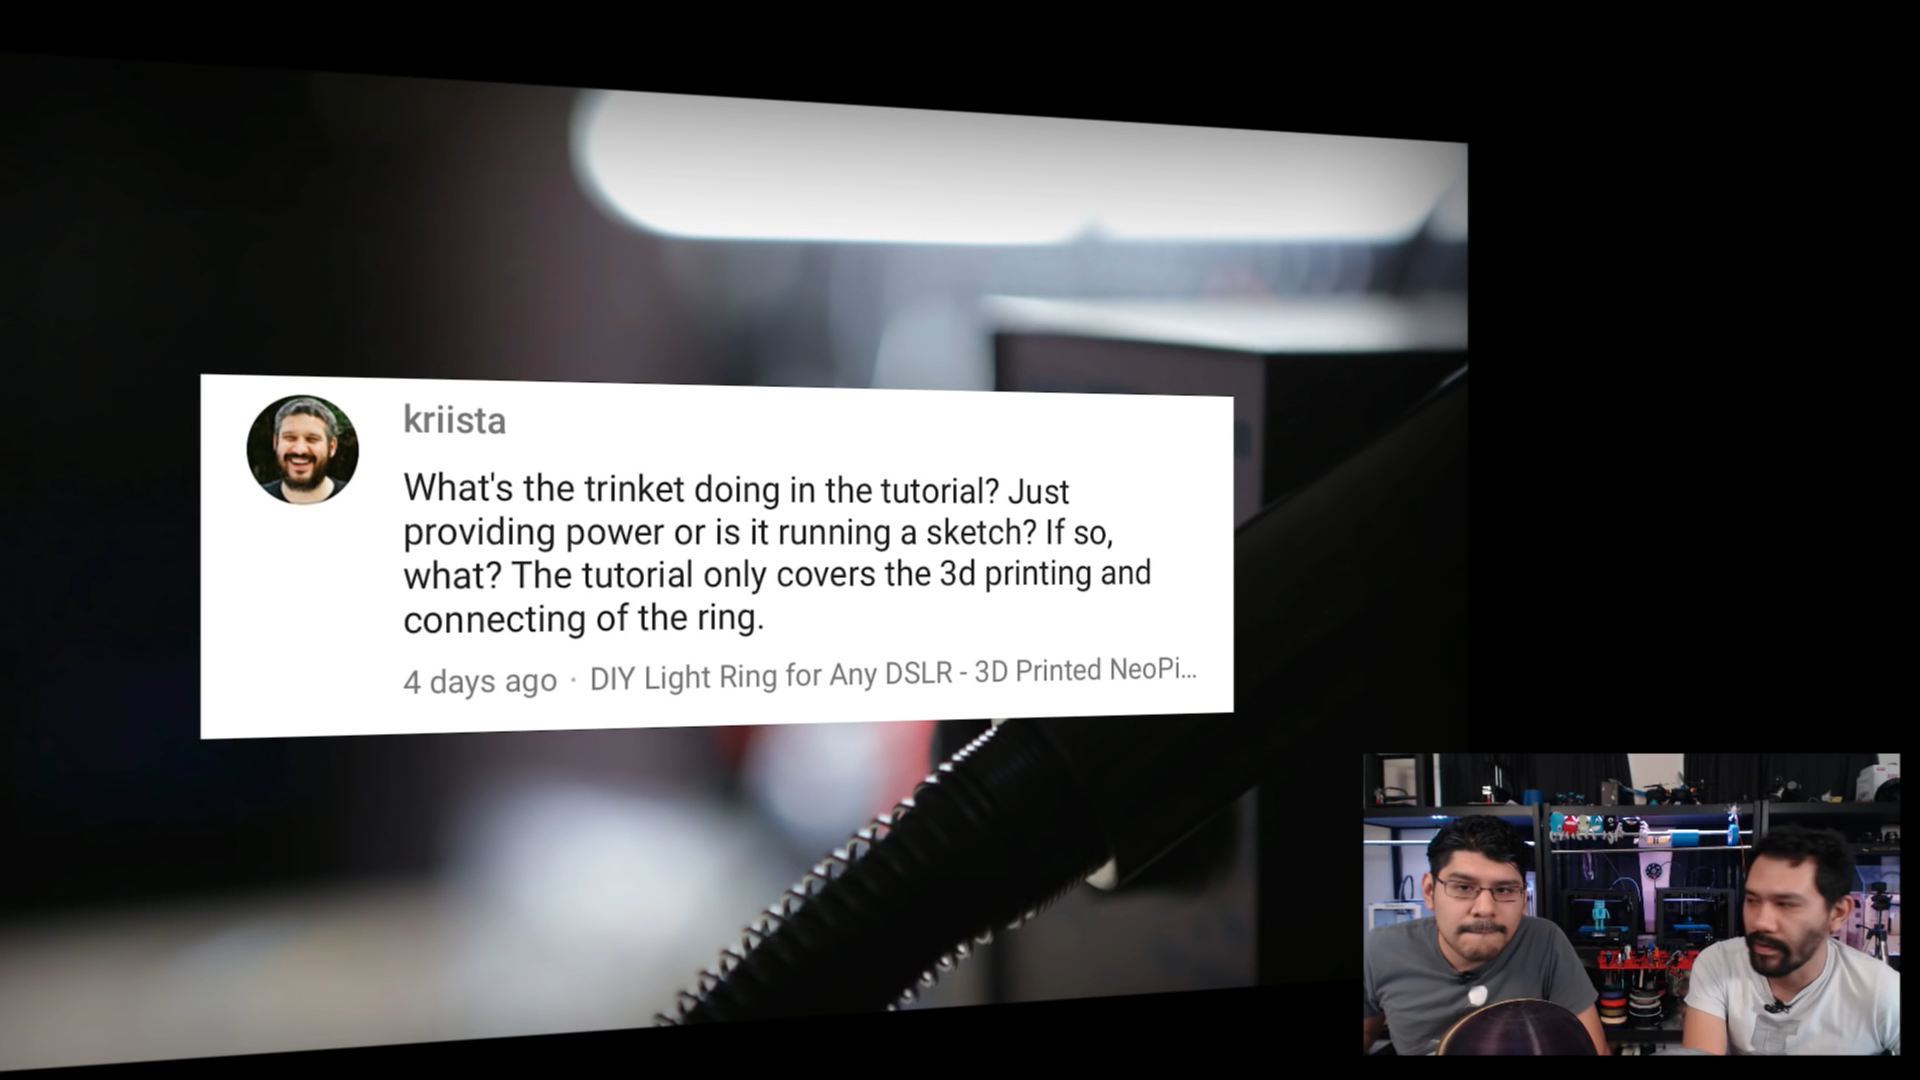 kriista
What's the trinket doing in the tutorial? Just
providing power or is it running a sketch? If so,
what? The tutorial only covers the 3d printing and
connecting of the ring.
4 days ago · DIY Light Ring for Any DSLR - 3D Printed NeoPi...